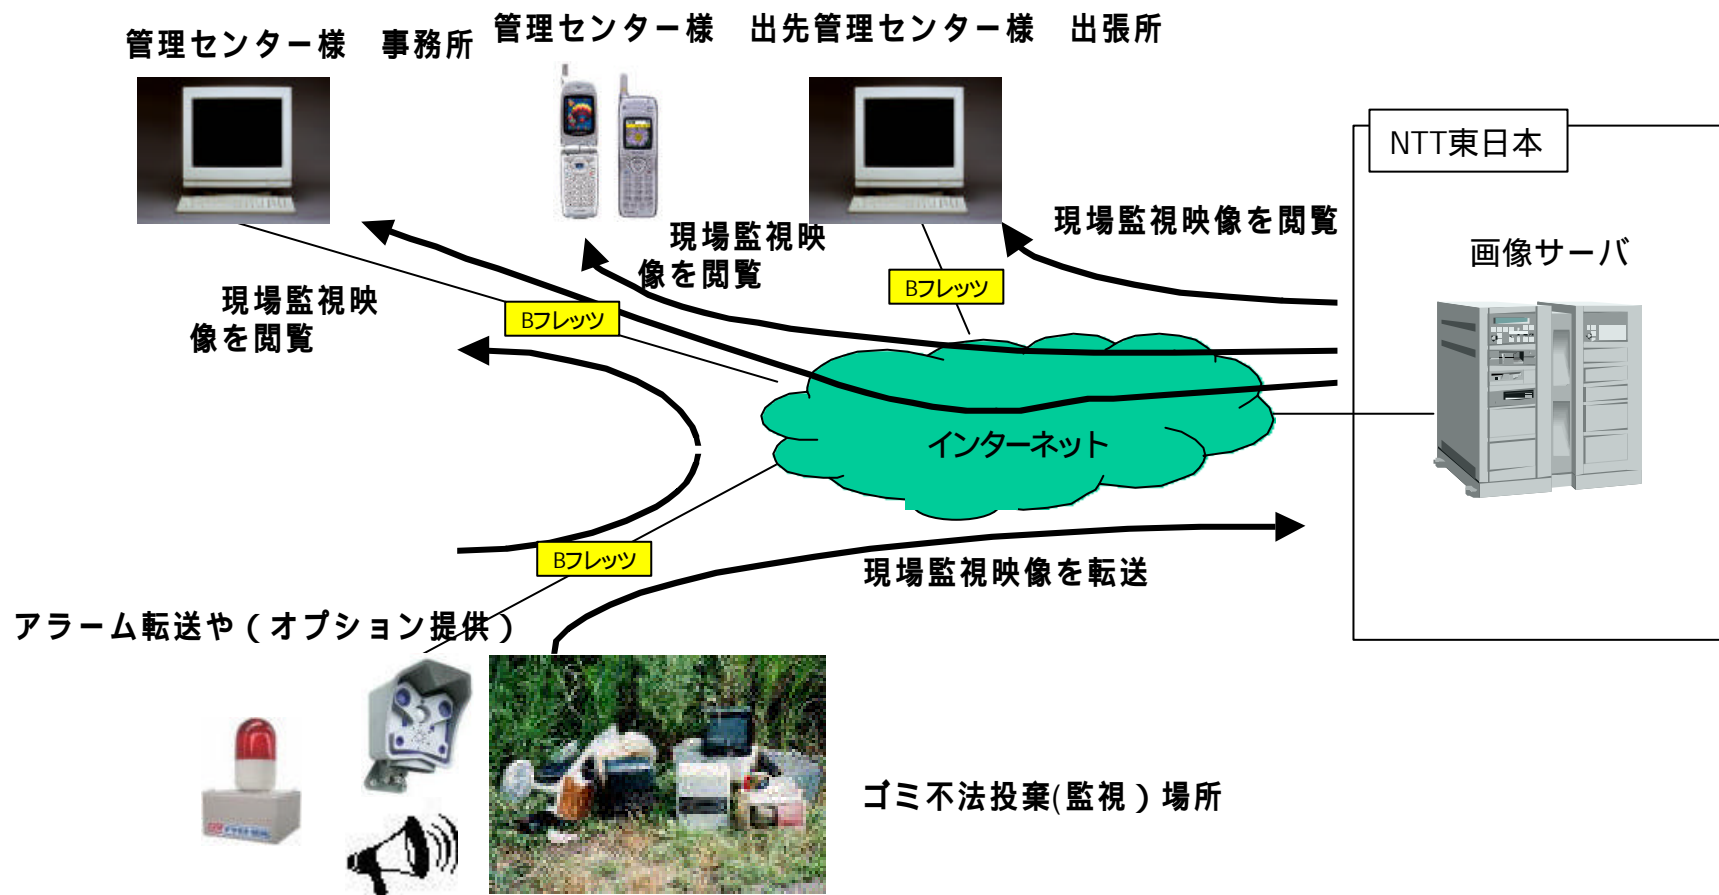 管理センター様　事務所
管理センター様　出先管理センター様　出張所
NTT東日本
現場監視映像を閲覧
現場監視映
像を閲覧
画像サーバ
Bフレッツ
現場監視映
像を閲覧
Bフレッツ
インターネット
Bフレッツ
現場監視映像を転送
アラーム転送や（オプション提供）
ゴミ不法投棄(監視）場所